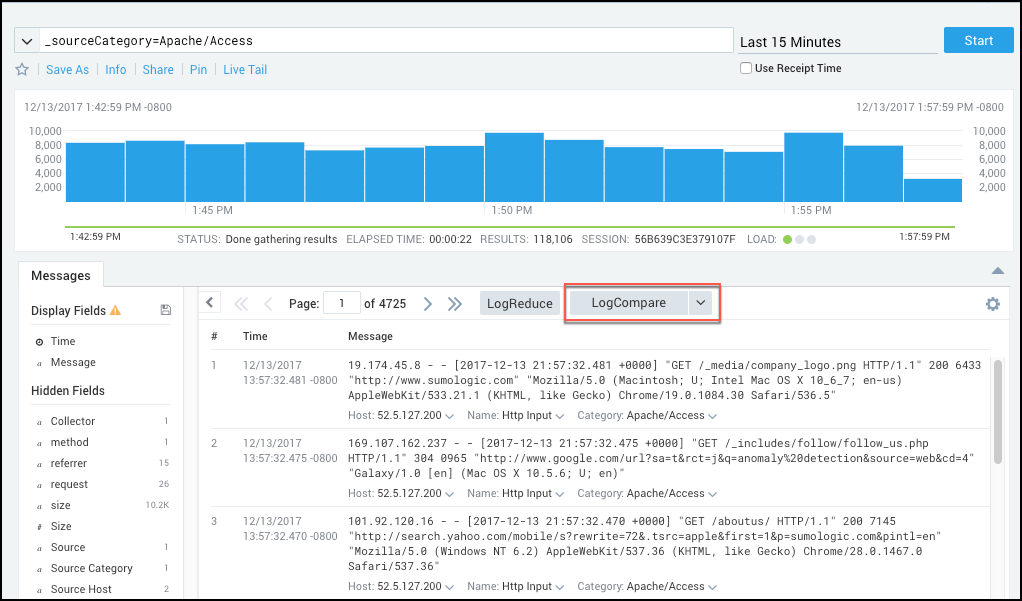 _sourceCategory=Apache/Access
Last 15 Minutes
Start
Save As
Info
Share
Pin
Live Tail
Use Receipt Time
12/13/2017 1:42:59 PM -0800
12/13/2017 1:57:59 PM -0800
10,000
8,000
6,000
4,000
2,000
10,000
8,000
6,000
4,000
2,000
1:45 PM
1:50 PM
1:55 PM
1:42:59 PM
STATUS: Done gathering results ELAPSED TIME: 00:00:22 RESULTS: 118,106 SESSION: 56B639C3E379107F LOAD:
1:57:59 PM
Messages
Display Fields
a Time
a Message
Hidden Fields
a Collector 1
a method 1
a referrer 15
a request 26
a size 10.2K
# Size
a Source 1
a Source Category 1
a Source Host 2
Page: 1 of 4725
LogReduce
LogCompare
# Time Message
1
12/13/2017
13:57:32.481 -0800
19.174.45.8 - - [2017-12-13 21:57:32.481 +0000] "GET /_media/company_logo.png HTTP/1.1" 200 6433
"http://www.sumologic.com" "Mozilla/5.0 (Macintosh; U; Intel Mac OS X 10_6_7; en-us)
AppleWebKit/533.21.1 (KHTML, like Gecko) Chrome/19.0.1084.30 Safari/536.5"
Host: 52.5.127.200 Name: Http Input Category: Apache/Access
2
12/13/2017
13:57:32.475 -0800
169.107.162.237 - - [2017-12-13 21:57:32.475 +0000] "GET /_includes/follow/follow_us.php
HTTP/1.1" 304 0965 "http://www.google.com/url?sa=t&rct=j&q=anomaly%20detection&source=web&cd=4"
"Galaxy/1.0 [en] (Mac OS X 10.5.6; U; en)"
Host: 52.5.127.200 Name: Http Input Category: Apache/Access
3
12/13/2017
13:57:32.470 -0800
101.92.120.16 - - [2017-12-13 21:57:32.470 +0000] "GET /aboutus/ HTTP/1.1" 200 7145
"http://search.yahoo.com/mobile/s?rewrite=72&.tsrc=apple&first=1&p=sumologic.com&pintl=en"
"Mozilla/5.0 (Windows NT 6.2) AppleWebKit/537.36 (KHTML, like Gecko) Chrome/28.0.1467.0
Safari/537.36"
Host: 52.5.127.200 Name: Http Input Category: Apache/Access